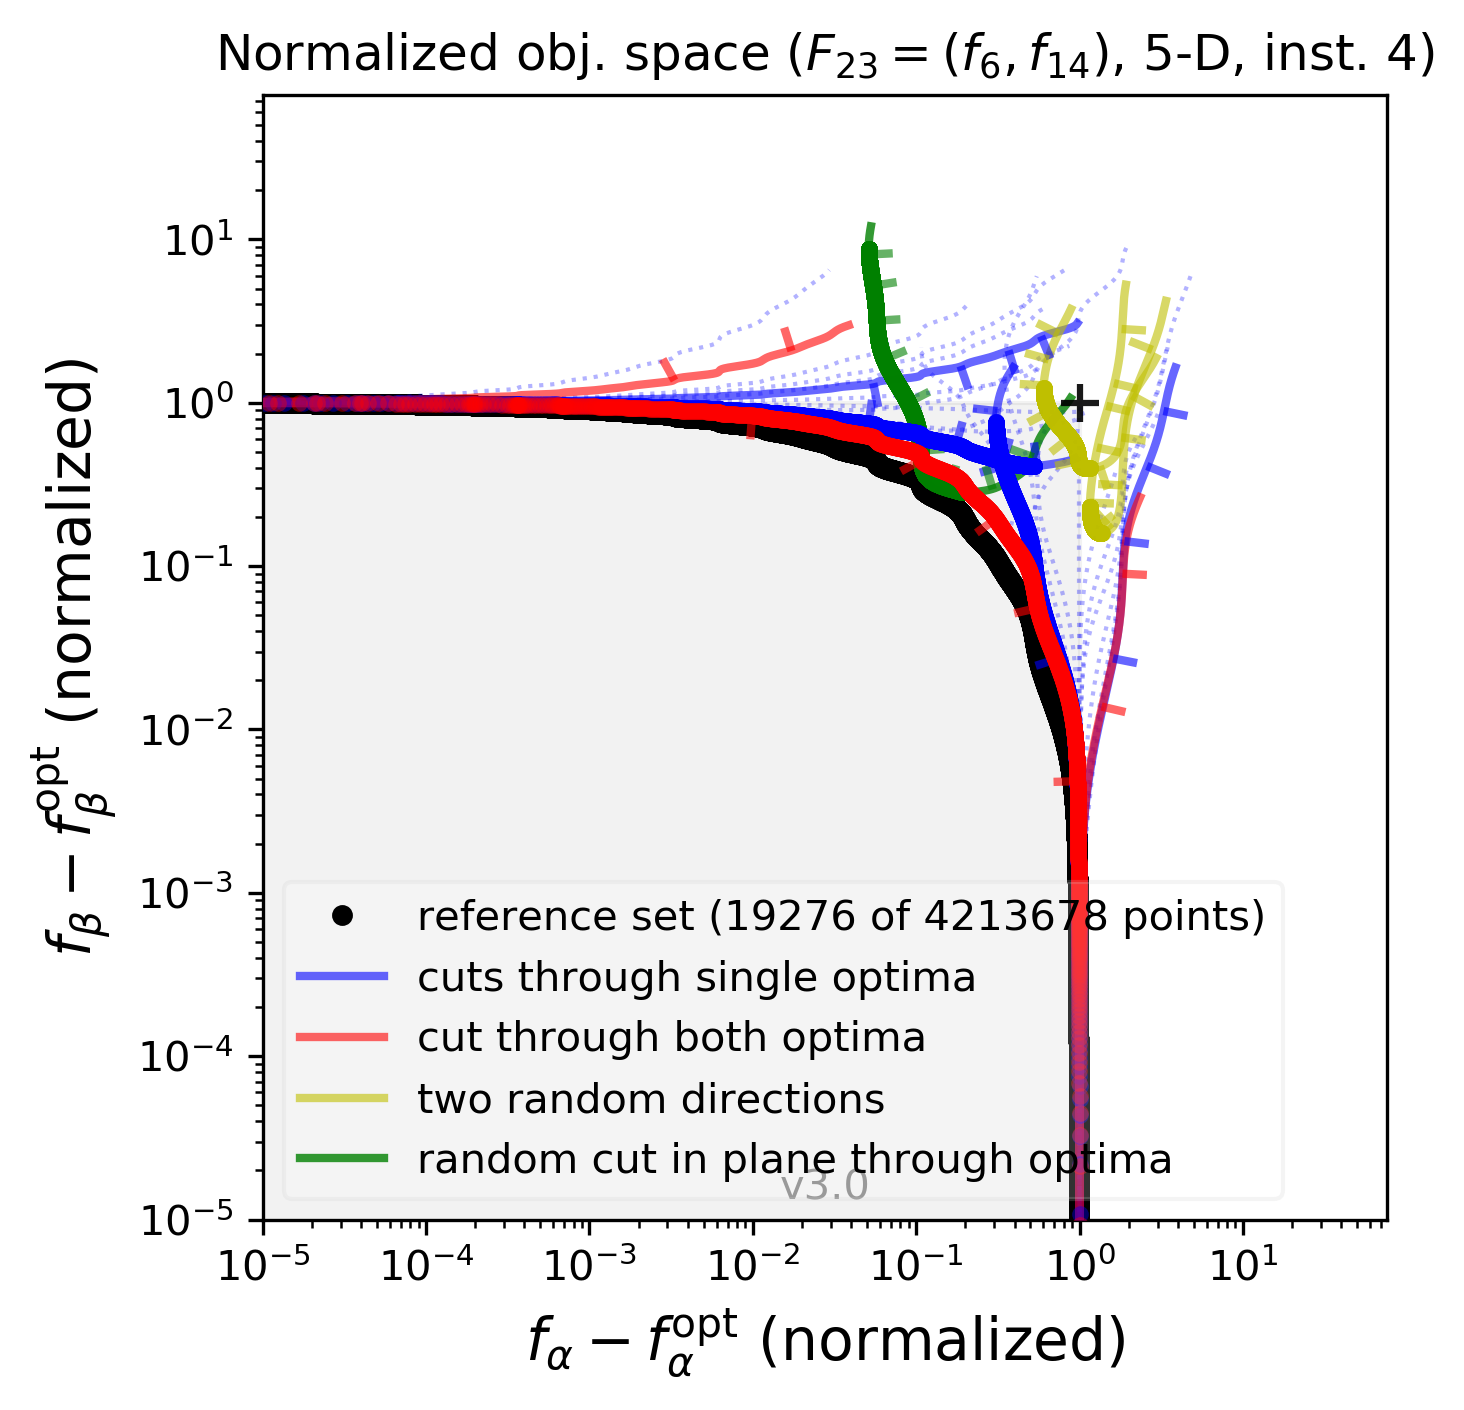 Normalized obj. space (F₂₃ = (f₆, f₁₄), 5-D, inst. 4)
f_β − f_β^opt (normalized)
10¹
10⁰
10⁻¹
10⁻²
10⁻³
10⁻⁴
10⁻⁵
reference set (19276 of 4213678 points)
cuts through single optima
cut through both optima
two random directions
random cut in plane through optima
v3.0
10⁻⁵ 10⁻⁴ 10⁻³ 10⁻² 10⁻¹ 10⁰ 10¹
f_α − f_α^opt (normalized)